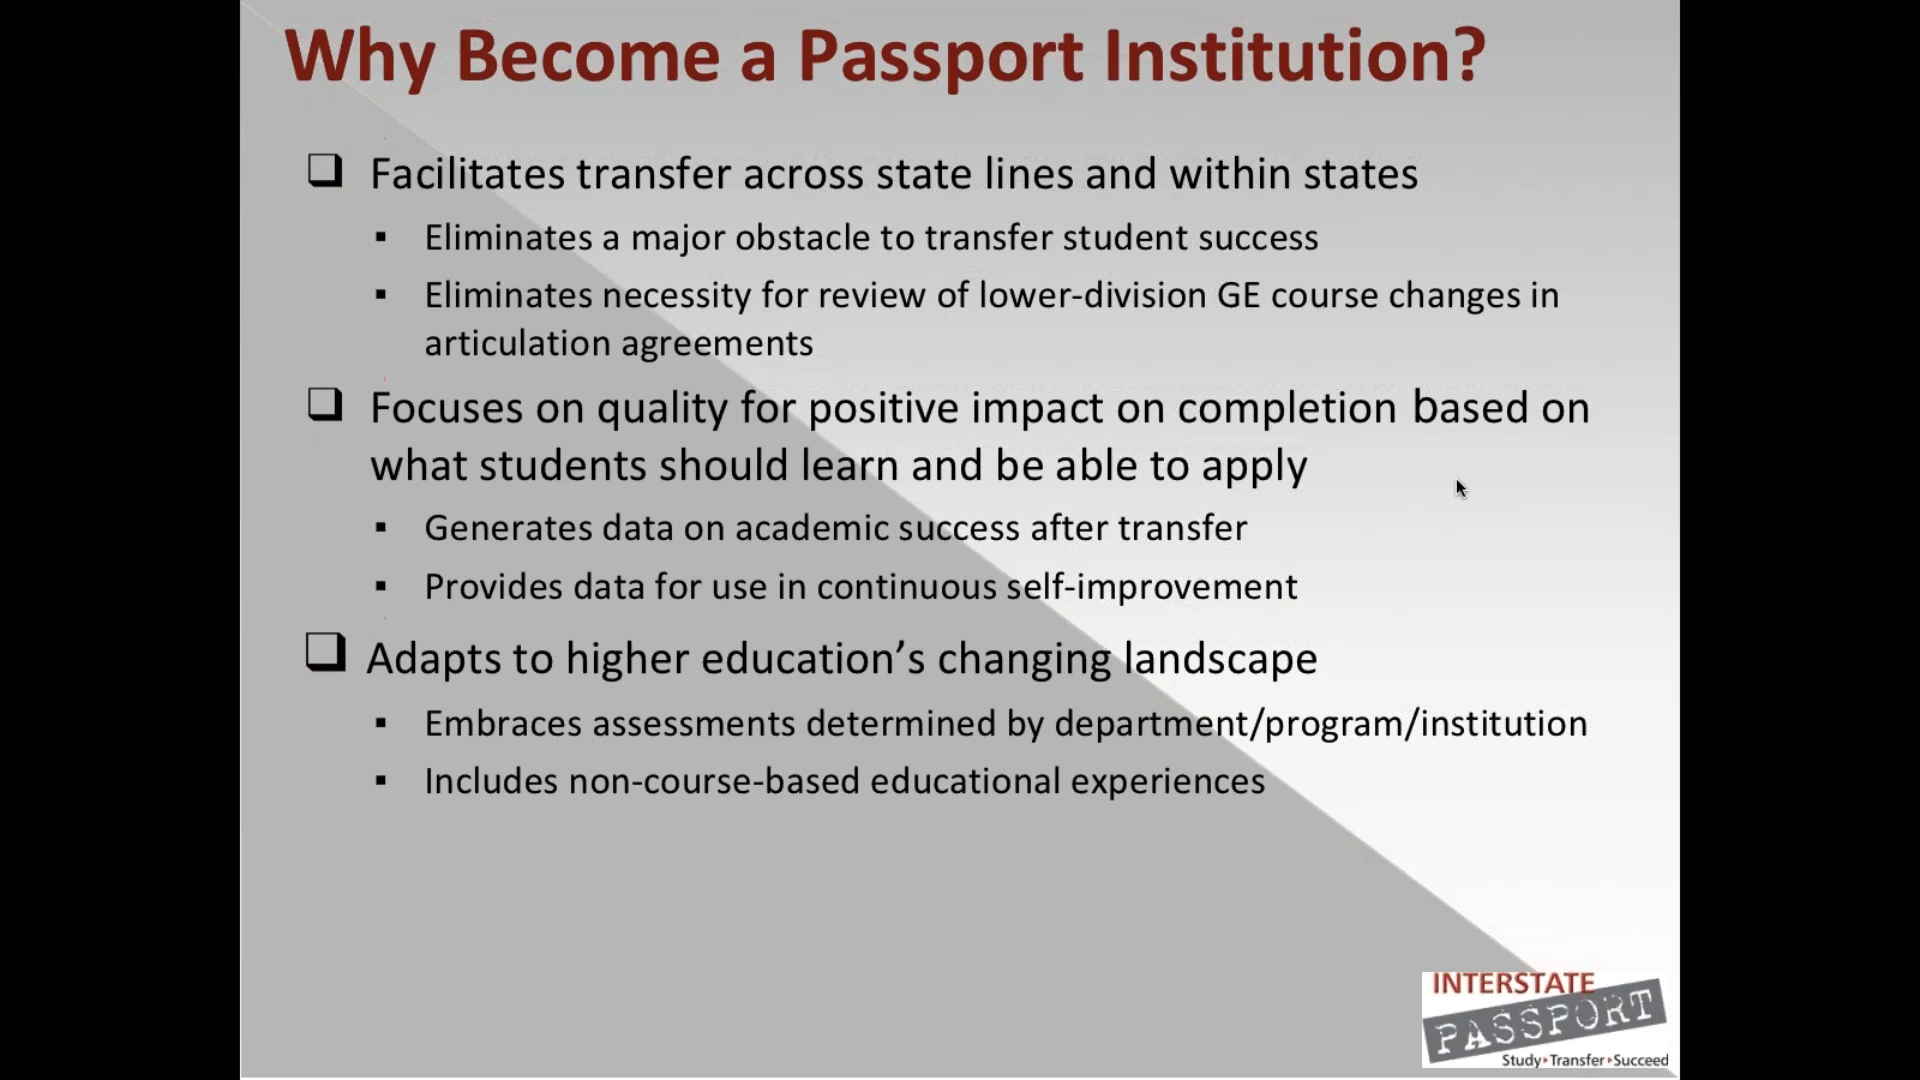 Why Become a Passport Institution?
Facilitates transfer across state lines and within states
Eliminates a major obstacle to transfer student success
Eliminates necessity for review of lower-division GE course changes in
articulation agreements
Focuses on quality for positive impact on completion based on
what students should learn and be able to apply
Generates data on academic success after transfer
Provides data for use in continuous self-improvement
Adapts to higher education’s changing landscape
Embraces assessments determined by department/program/institution
Includes non-course-based educational experiences
INTERSTATE
PASSPORT
Study‣Transfer‣Succeed